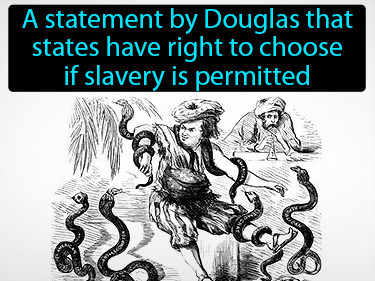 A statement by Douglas that
states have right to choose
if slavery is permitted